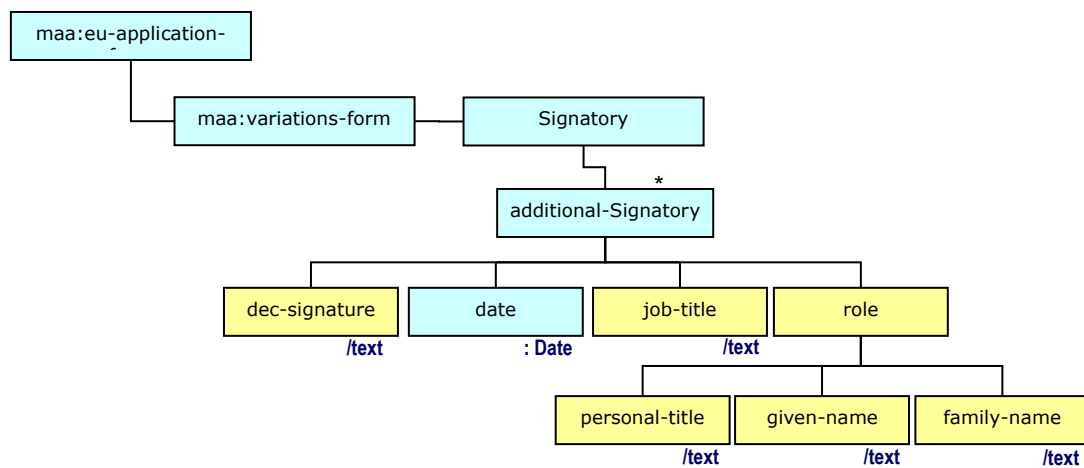 maa:eu-application-
maa:variations-form
Signatory
*
additional-Signatory
dec-signature
date
job-title
role
/text
: Date
/text
personal-title
given-name
family-name
/text
/text
/text